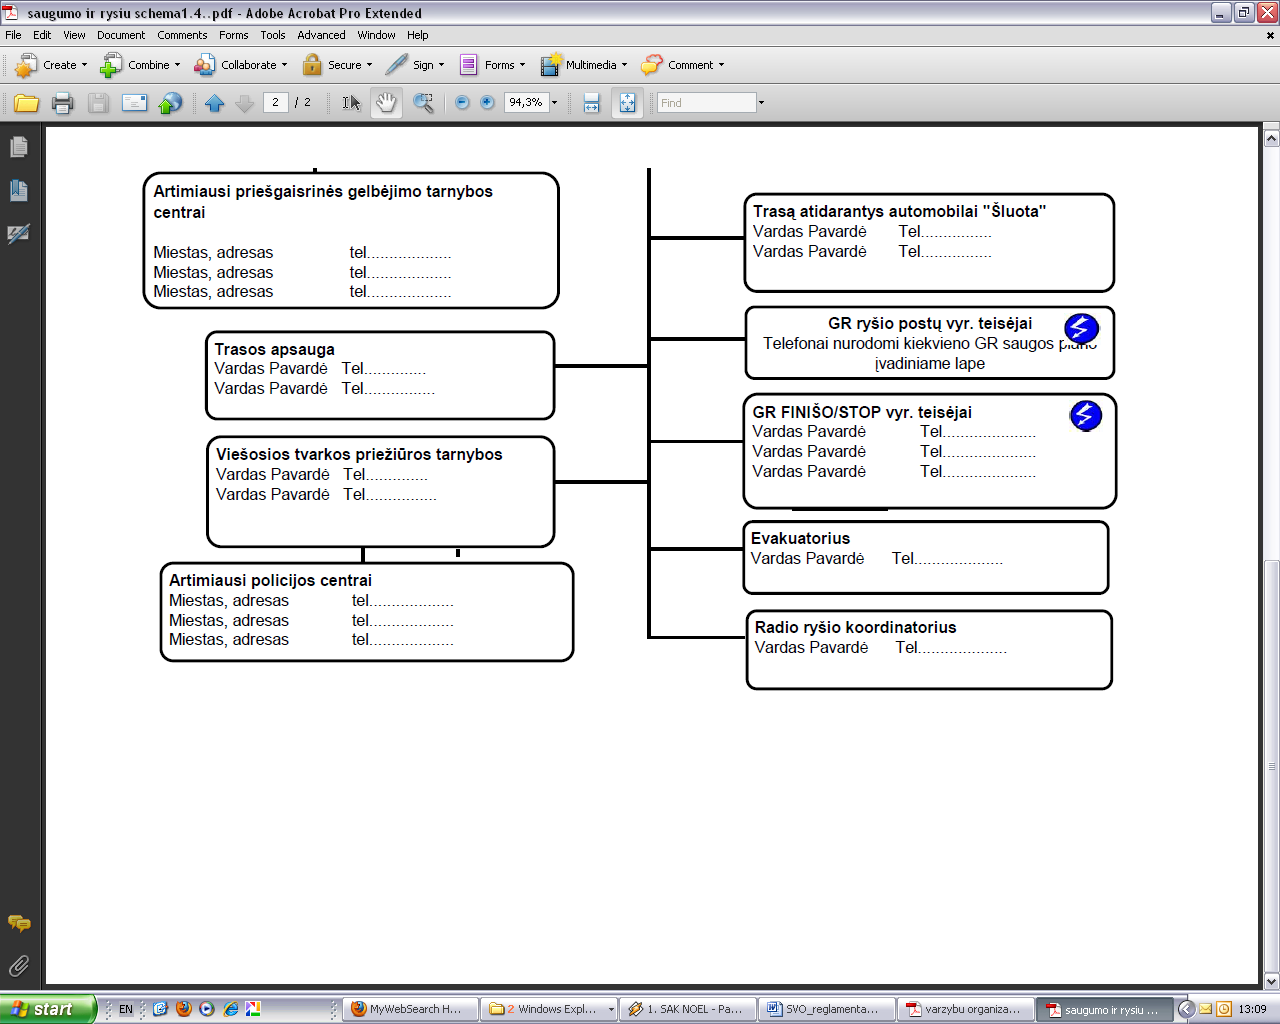 saugumo ir rysiu schema1.4..pdf - Adobe Acrobat Pro Extended
File Edit View Document Comments Forms Tools Advanced Window Help
Create Combine Collaborate Secure Sign Forms Multimedia Comment
2 / 2 94,3% Find
Artimiausi priešgaisrinės gelbėjimo tarnybos
centrai
Miestas, adresas tel...................
Miestas, adresas tel...................
Miestas, adresas tel...................
Trasos apsauga
Vardas Pavardė Tel..............
Vardas Pavardė Tel................
Viešosios tvarkos priežiūros tarnybos
Vardas Pavardė Tel..............
Vardas Pavardė Tel................
Artimiausi policijos centrai
Miestas, adresas tel...................
Miestas, adresas tel...................
Miestas, adresas tel...................
Trasą atidarantys automobilai "Šluota"
Vardas Pavardė Tel................
Vardas Pavardė Tel................
GR ryšio postų vyr. teisėjai
Telefonai nurodomi kiekvieno GR saugos plano
įvadiniame lape
GR FINIŠO/STOP vyr. teisėjai
Vardas Pavardė Tel.....................
Vardas Pavardė Tel.....................
Vardas Pavardė Tel.....................
Evakuatorius
Vardas Pavardė Tel....................
Radio ryšio koordinatorius
Vardas Pavardė Tel....................
start EN MyWebSearch H... 2 Windows Expl... 1. SAK NOEL - Pa... SVO_reglamenta... varzybu organiza... saugumo ir rysiu ... 13:09